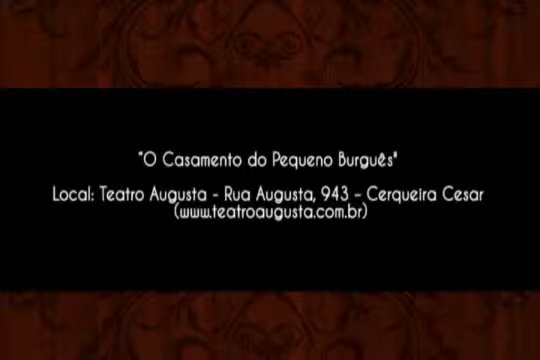 "O Casamento do Pequeno Burguês"
Local: Teatro Augusta - Rua Augusta, 943 - Cerqueira Cesar
(www.teatroaugusta.com.br)